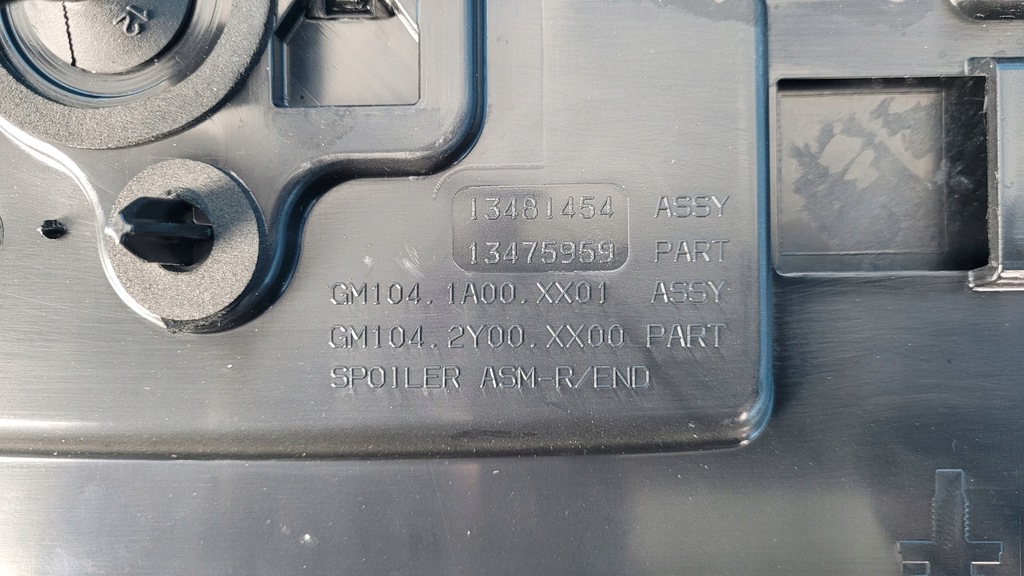 13481454 ASSY
13475959 PART
GM104.1A00.XX01 ASSY
GM104.2Y00.XX00 PART
SPOILER ASM-R/END